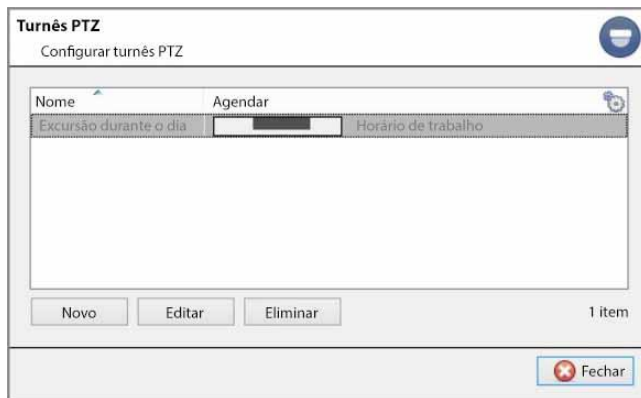 Turnês PTZ
Configurar turnês PTZ
Nome Agendar
Excursão durante o dia Horário de trabalho
Novo Editar Eliminar 1 item
Fechar